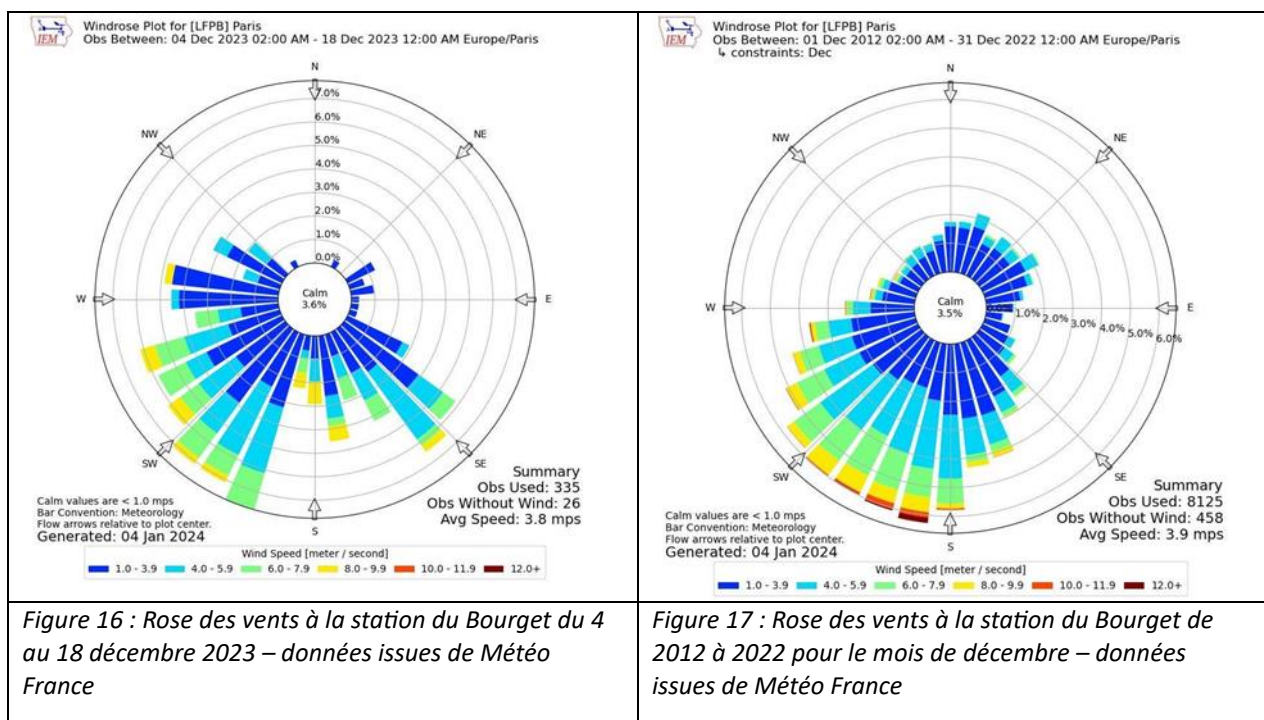 IEM
Windrose Plot for [LFPB] Paris
Obs Between: 04 Dec 2023 02:00 AM - 18 Dec 2023 12:00 AM Europe/Paris
N
NW
NE
7.0%
6.0%
5.0%
4.0%
3.0%
2.0%
1.0%
0.0%
W
Calm
3.6%
E
SW
SE
S
Summary
Obs Used: 335
Obs Without Wind: 26
Avg Speed: 3.8 mps
Calm values are < 1.0 mps
Bar Convention: Meteorology
Flow arrows relative to plot center.
Generated: 04 Jan 2024
Wind Speed [meter / second]
1.0 - 3.9 4.0 - 5.9 6.0 - 7.9 8.0 - 9.9 10.0 - 11.9 12.0+
Figure 16 : Rose des vents à la station du Bourget du 4
au 18 décembre 2023 – données issues de Météo
France
IEM
Windrose Plot for [LFPB] Paris
Obs Between: 01 Dec 2012 02:00 AM - 31 Dec 2022 12:00 AM Europe/Paris
↳ constraints: Dec
N
NW
NE
W
Calm
3.5%
E
1.0% 2.0% 3.0% 4.0% 5.0% 6.0%
SW
SE
S
Summary
Obs Used: 8125
Obs Without Wind: 458
Avg Speed: 3.9 mps
Calm values are < 1.0 mps
Bar Convention: Meteorology
Flow arrows relative to plot center.
Generated: 04 Jan 2024
Wind Speed [meter / second]
1.0 - 3.9 4.0 - 5.9 6.0 - 7.9 8.0 - 9.9 10.0 - 11.9 12.0+
Figure 17 : Rose des vents à la station du Bourget de
2012 à 2022 pour le mois de décembre – données
issues de Météo France